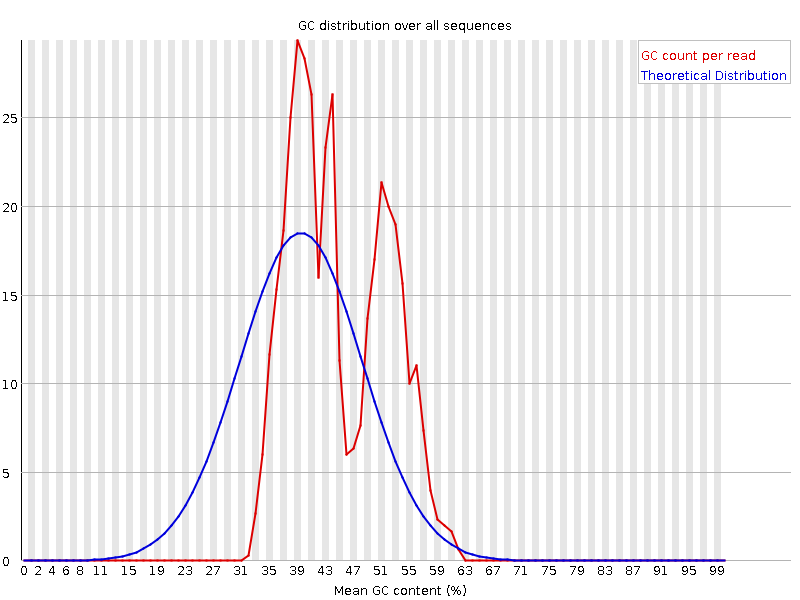 GC distribution over all sequences
GC count per read
Theoretical Distribution
25
20
15
10
5
0
0 2 4 6 8 11 15 19 23 27 31 35 39 43 47 51 55 59 63 67 71 75 79 83 87 91 95 99
Mean GC content (%)